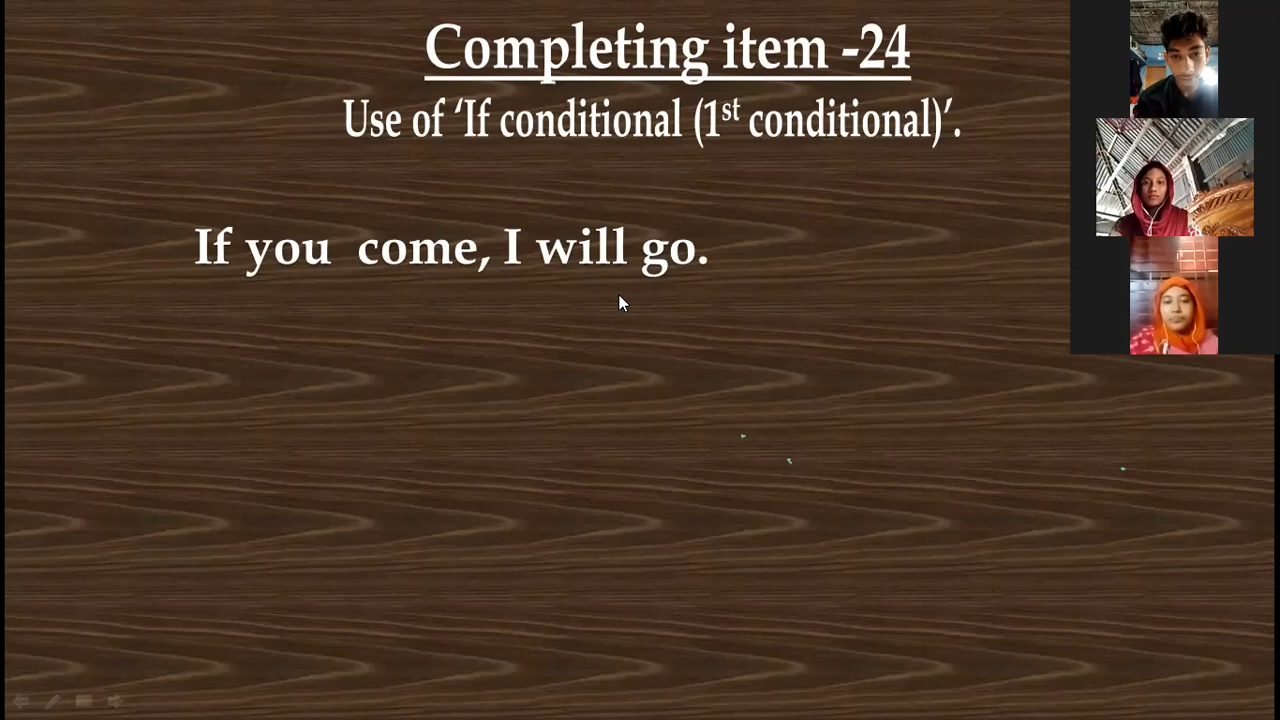 Completing item -24
Use of ‘If conditional (1st conditional)’.
If you come, I will go.